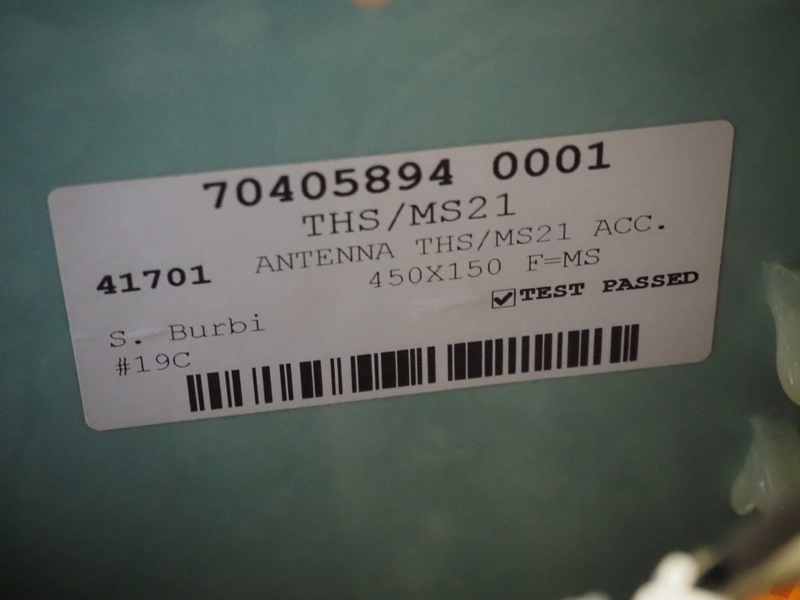 70405894 0001
THS/MS21
ANTENNA THS/MS21 ACC.
41701 450X150 F=MS
TEST PASSED
S. Burbi
#19C